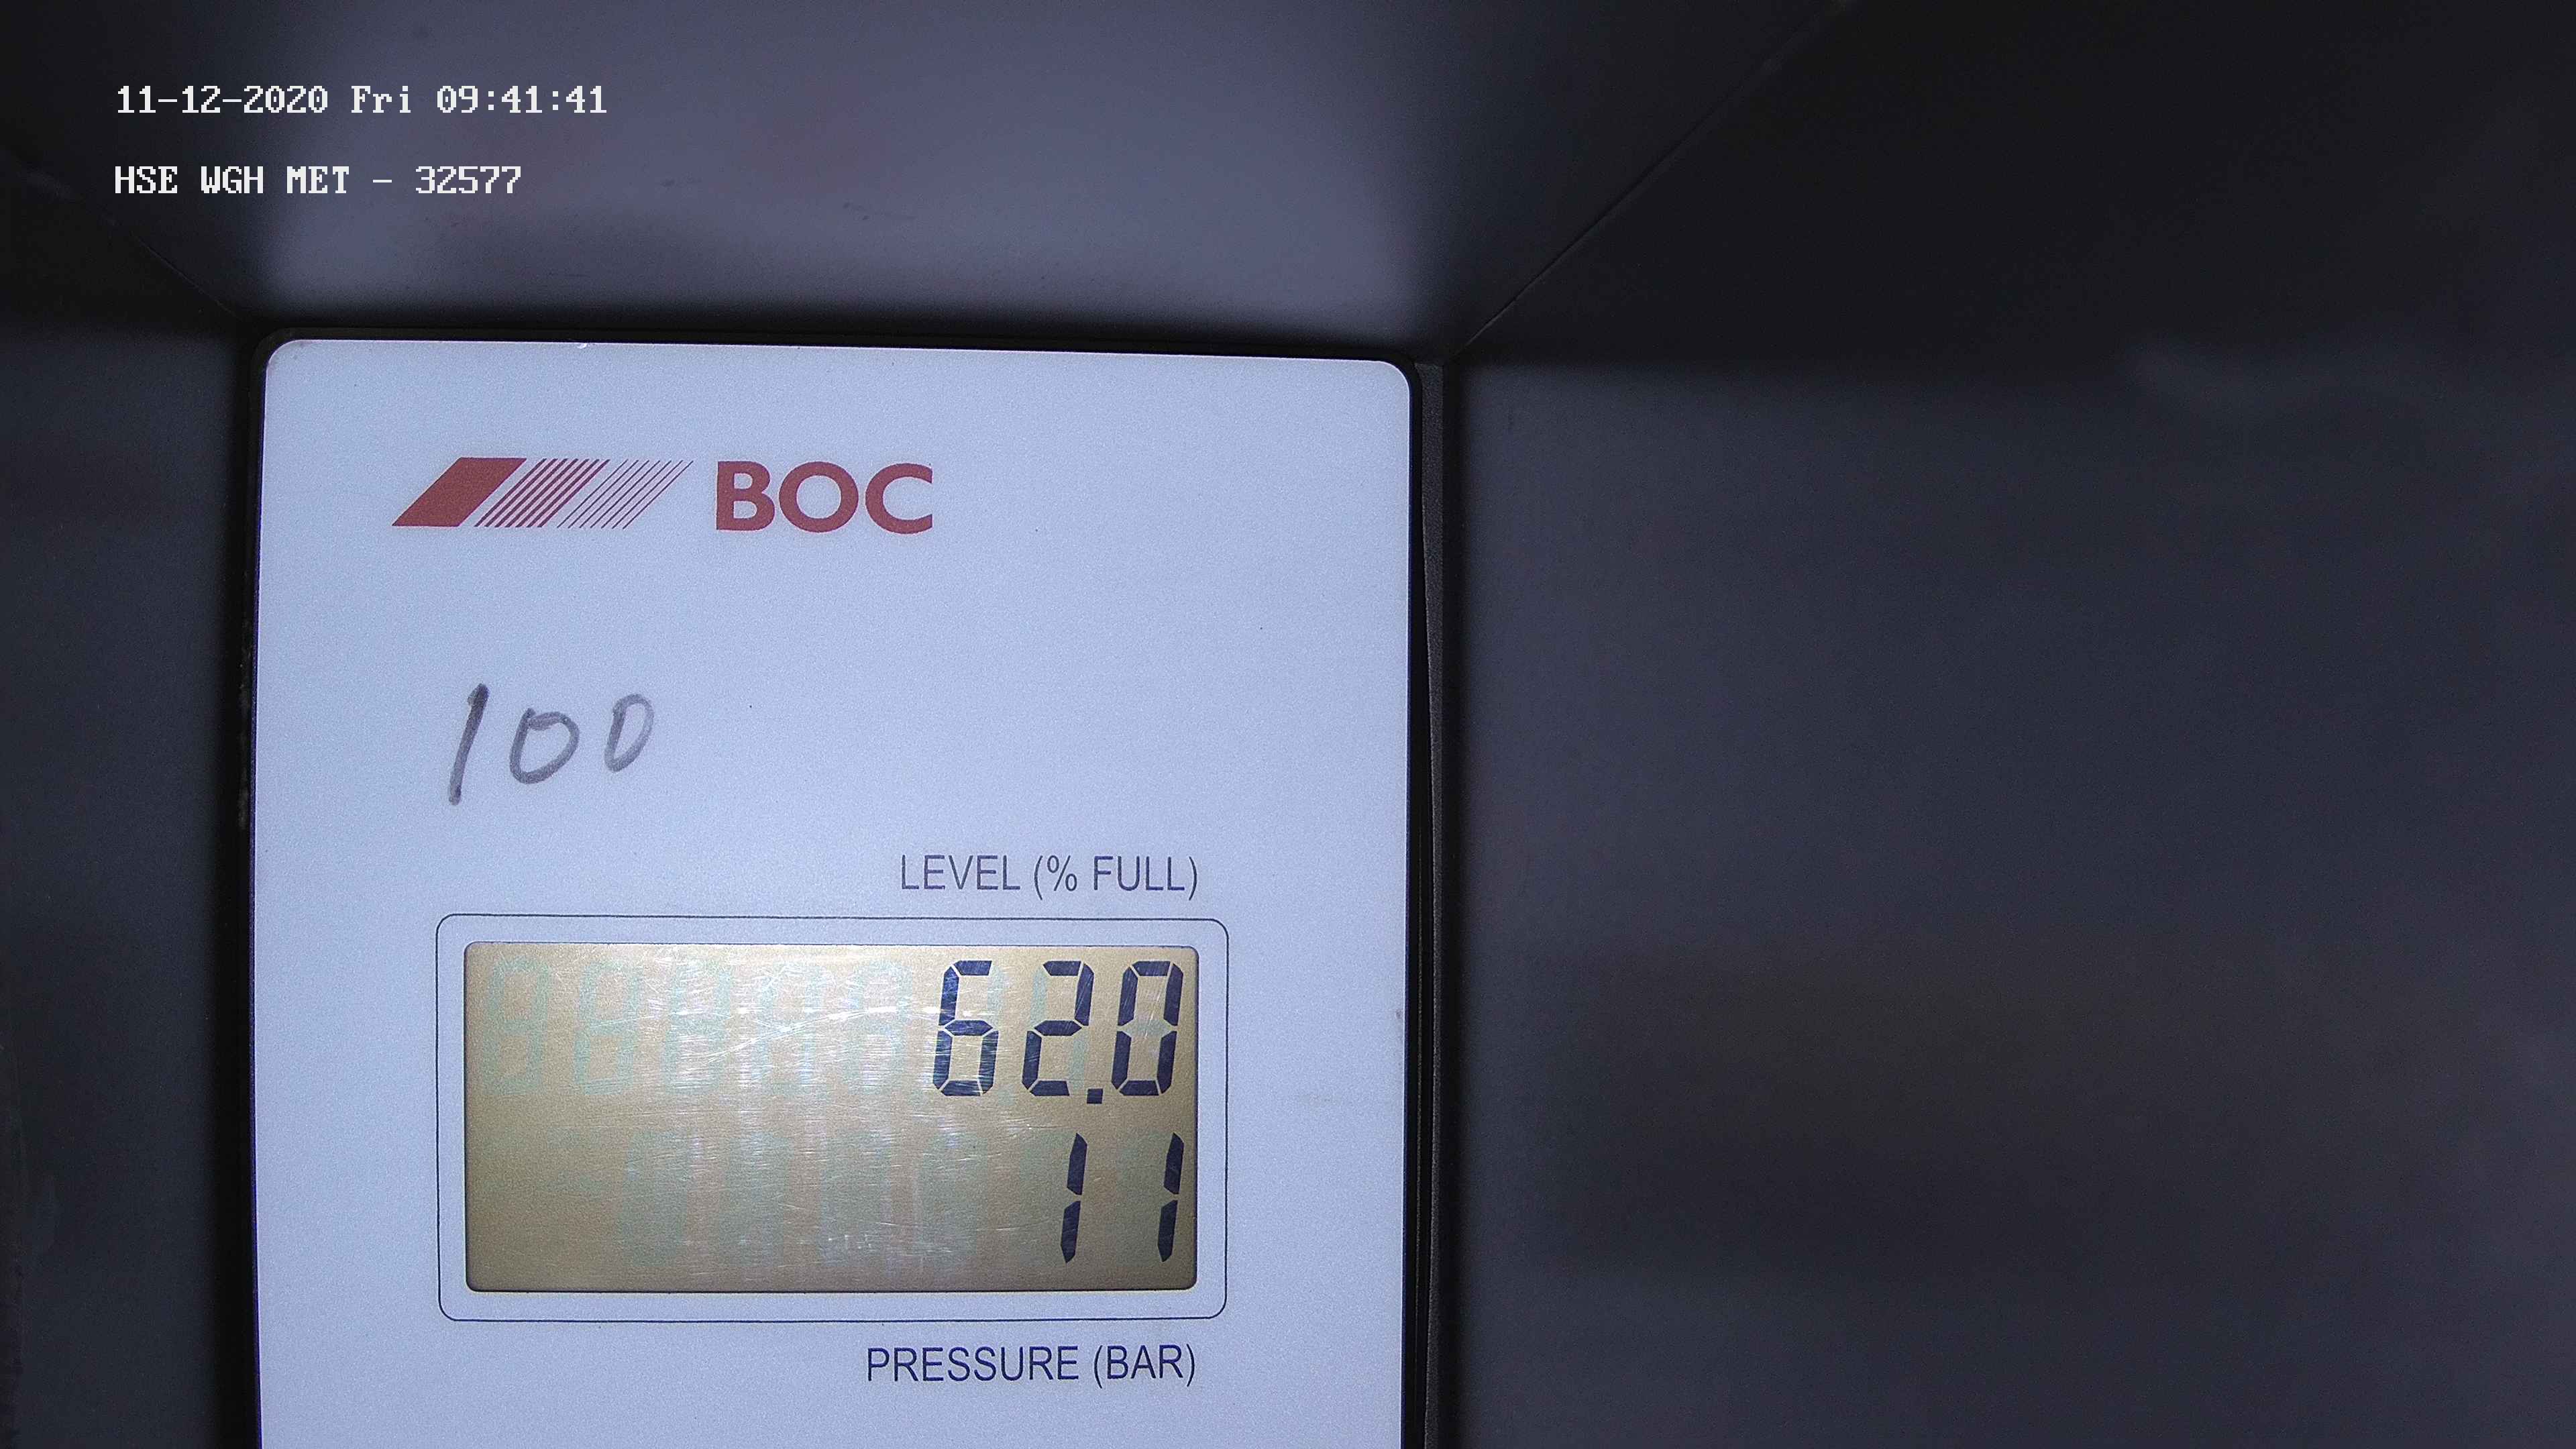 11-12-2020 Fri 09:41:41
HSE WGH MET - 32577
BOC
100
LEVEL (% FULL)
62.0
11
PRESSURE (BAR)